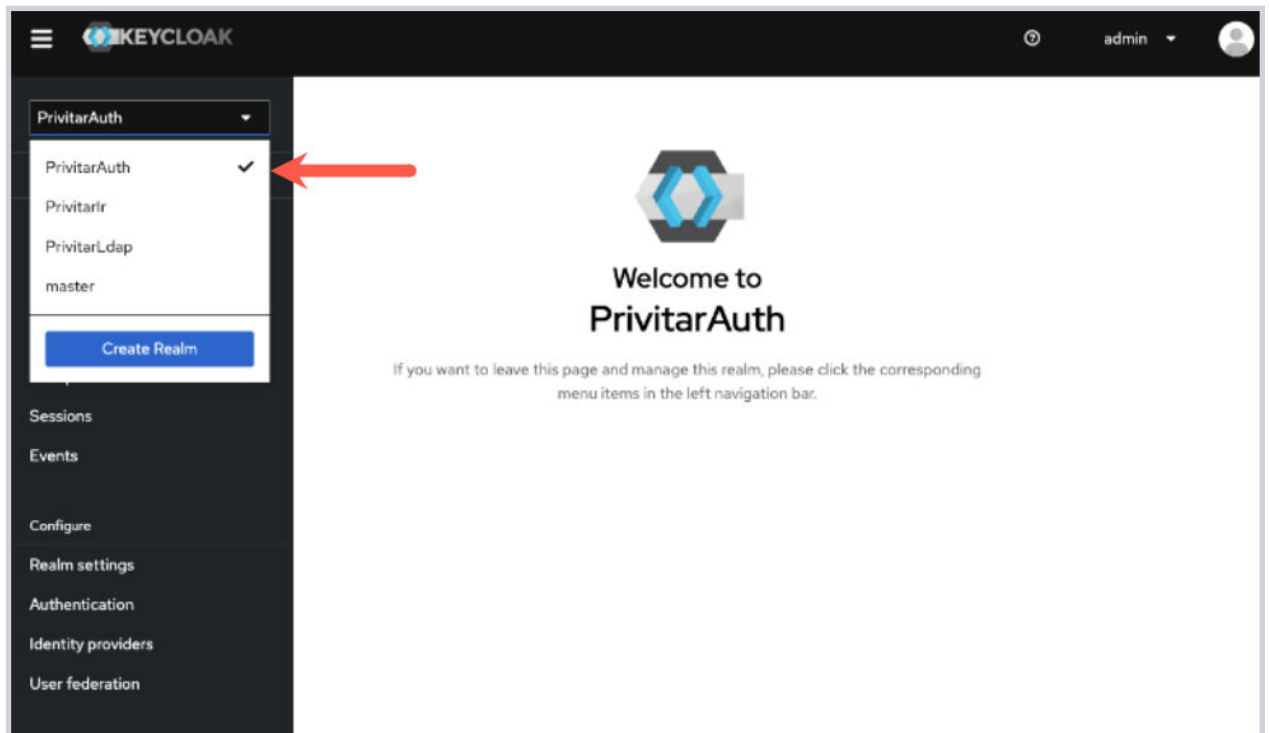 KEYCLOAK
admin
PrivitarAuth
PrivitarAuth
PrivitarIr
PrivitarLdap
master
Create Realm
Sessions
Events
Configure
Realm settings
Authentication
Identity providers
User federation
Welcome to
PrivitarAuth
If you want to leave this page and manage this realm, please click the corresponding
menu items in the left navigation bar.